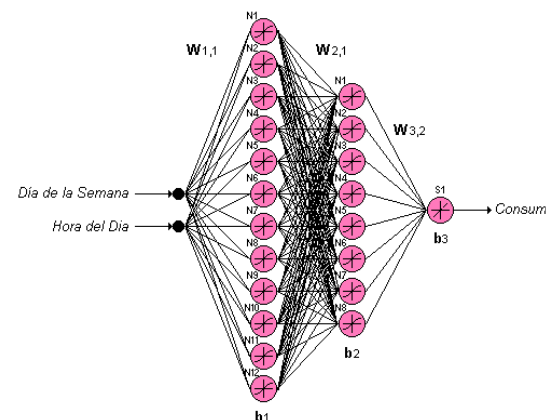 N1
W1,1
N2
N3
N4
N5
N6
N7
N8
N9
N10
N11
N12
b1
W2,1
N1
N2
N3
N4
N5
N6
N7
N8
b2
W3,2
S1
b3
Día de la Semana
Hora del Dia
Consum